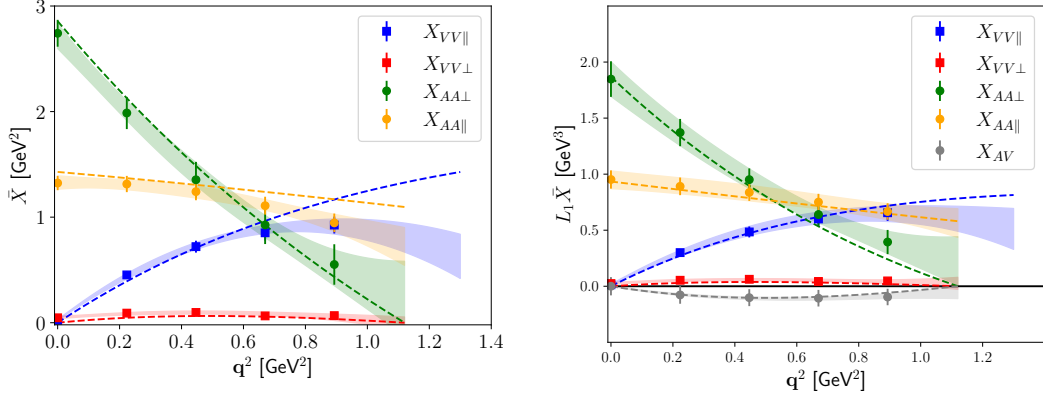 3
2
1
0
X̄ [GeV²]
X_{VV∥}
X_{VV⊥}
X_{AA⊥}
X_{AA∥}
0.0 0.2 0.4 0.6 0.8 1.0 1.2 1.4
q² [GeV²]
2.0
1.5
1.0
0.5
0.0
L₁X̄ [GeV³]
X_{VV∥}
X_{VV⊥}
X_{AA⊥}
X_{AA∥}
X_{AV}
0.0 0.2 0.4 0.6 0.8 1.0 1.2
q² [GeV²]